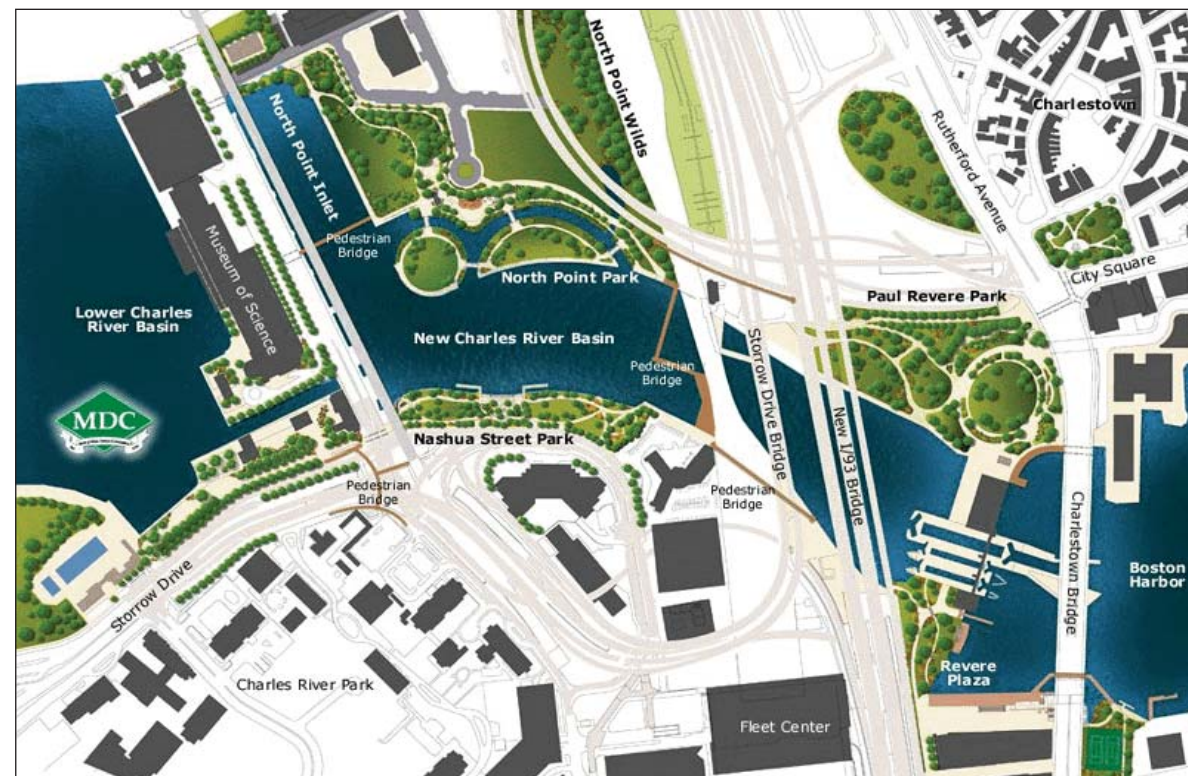 North Point Wilds
North Point Inlet
Charlestown
Rutherford Avenue
Pedestrian
Bridge
Museum of Science
City Square
North Point Park
Paul Revere Park
Lower Charles
River Basin
New Charles River Basin
Storrow Drive Bridge
Pedestrian
Bridge
MDC
Nashua Street Park
New I/93 Bridge
Pedestrian
Bridge
Pedestrian
Bridge
Charlestown Bridge
Boston
Harbor
Storrow Drive
Revere
Plaza
Charles River Park
Fleet Center